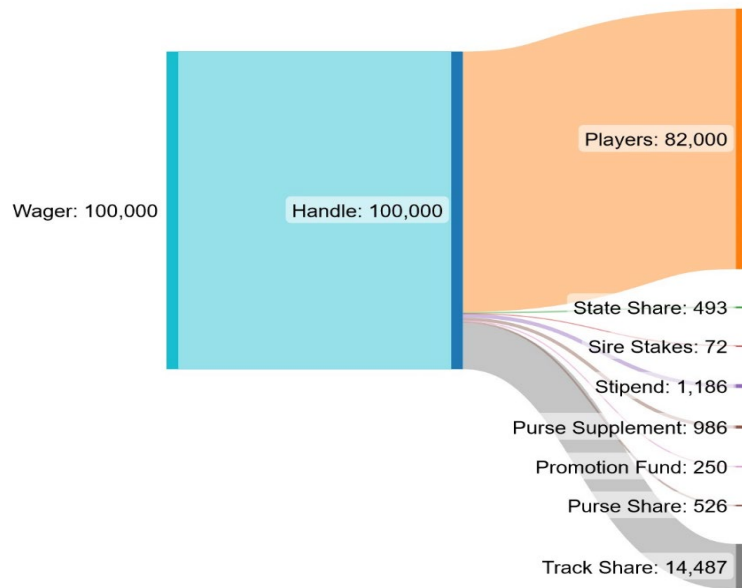 Players: 82,000
Wager: 100,000
Handle: 100,000
State Share: 493
Sire Stakes: 72
Stipend: 1,186
Purse Supplement: 986
Promotion Fund: 250
Purse Share: 526
Track Share: 14,487